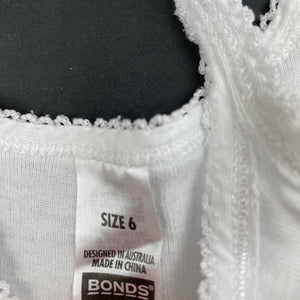 SIZE 6
DESIGNED IN AUSTRALIA
MADE IN CHINA
BONDS®